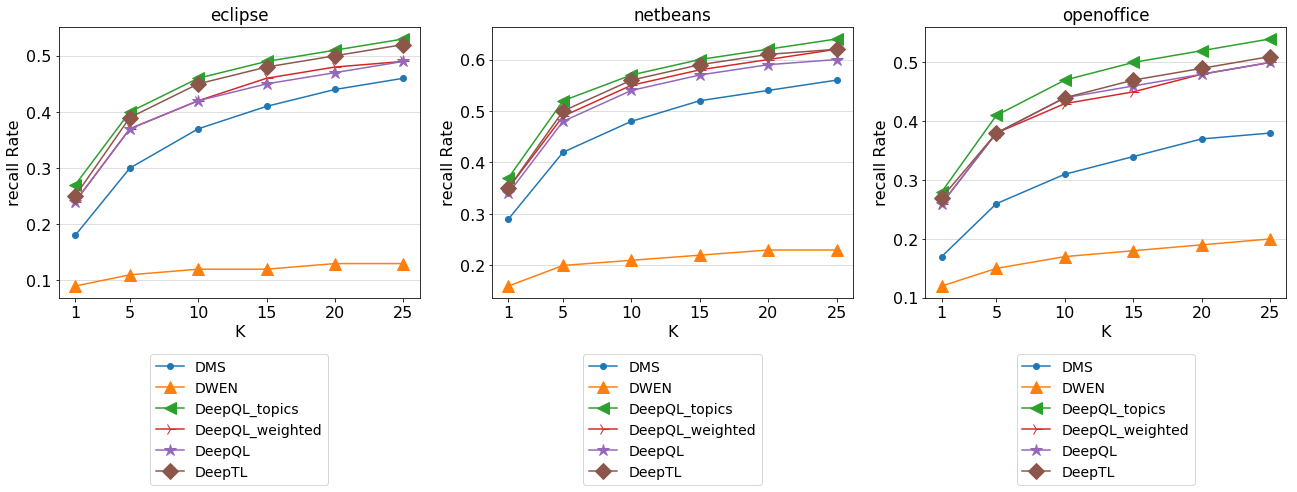 eclipse
recall Rate
0.5
0.4
0.3
0.2
0.1
1 5 10 15 20 25
K
DMS
DWEN
DeepQL_topics
DeepQL_weighted
DeepQL
DeepTL
netbeans
recall Rate
0.6
0.5
0.4
0.3
0.2
1 5 10 15 20 25
K
DMS
DWEN
DeepQL_topics
DeepQL_weighted
DeepQL
DeepTL
openoffice
recall Rate
0.5
0.4
0.3
0.2
0.1
1 5 10 15 20 25
K
DMS
DWEN
DeepQL_topics
DeepQL_weighted
DeepQL
DeepTL